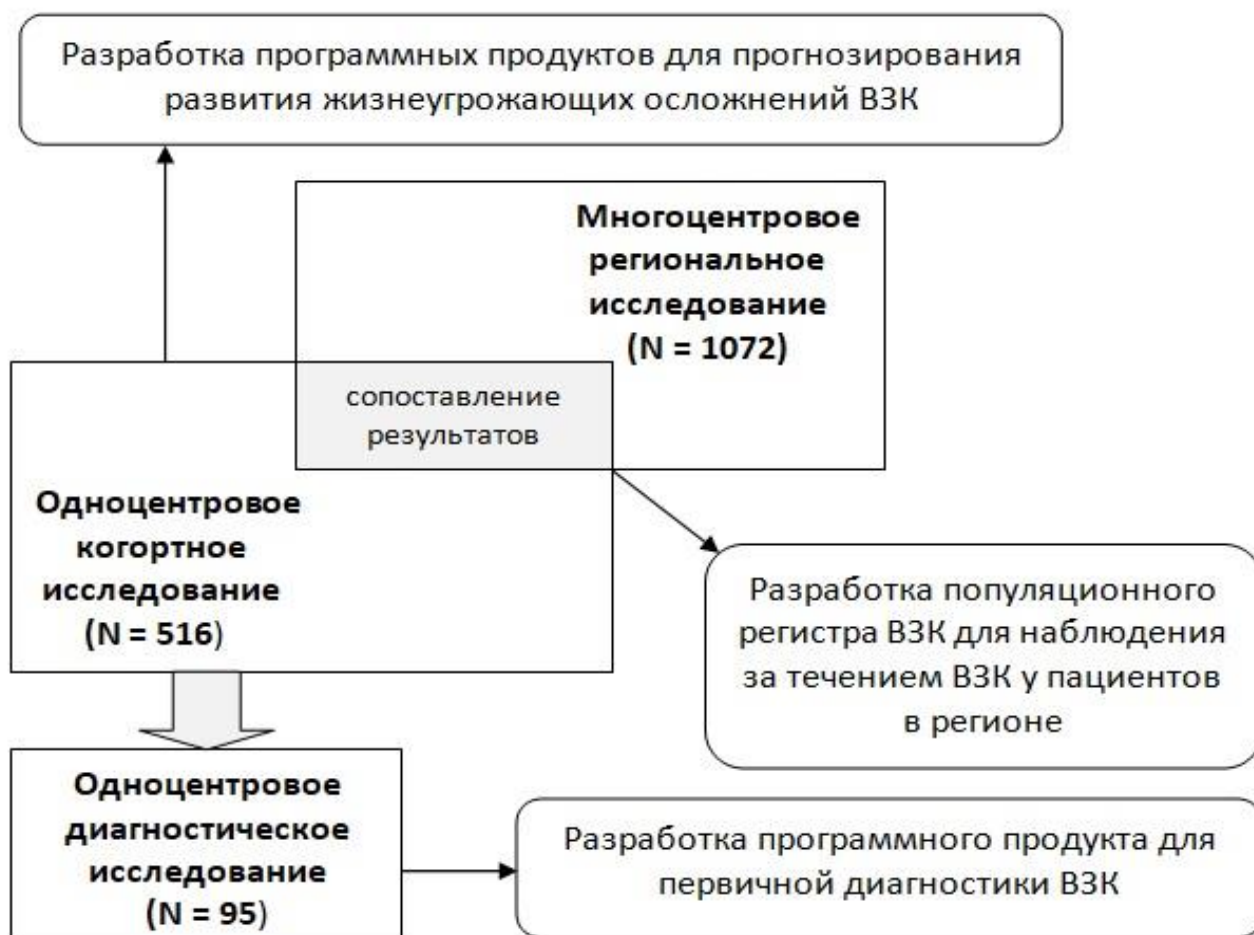 Разработка программных продуктов для прогнозирования
развития жизнеугрожающих осложнений ВЗК
Многоцентровое
региональное
исследование
(N = 1072)
сопоставление
результатов
Одноцентровое
когортное
исследование
(N = 516)
Разработка популяционного
регистра ВЗК для наблюдения
за течением ВЗК у пациентов
в регионе
Одноцентровое
диагностическое
исследование
(N = 95)
Разработка программного продукта для
первичной диагностики ВЗК